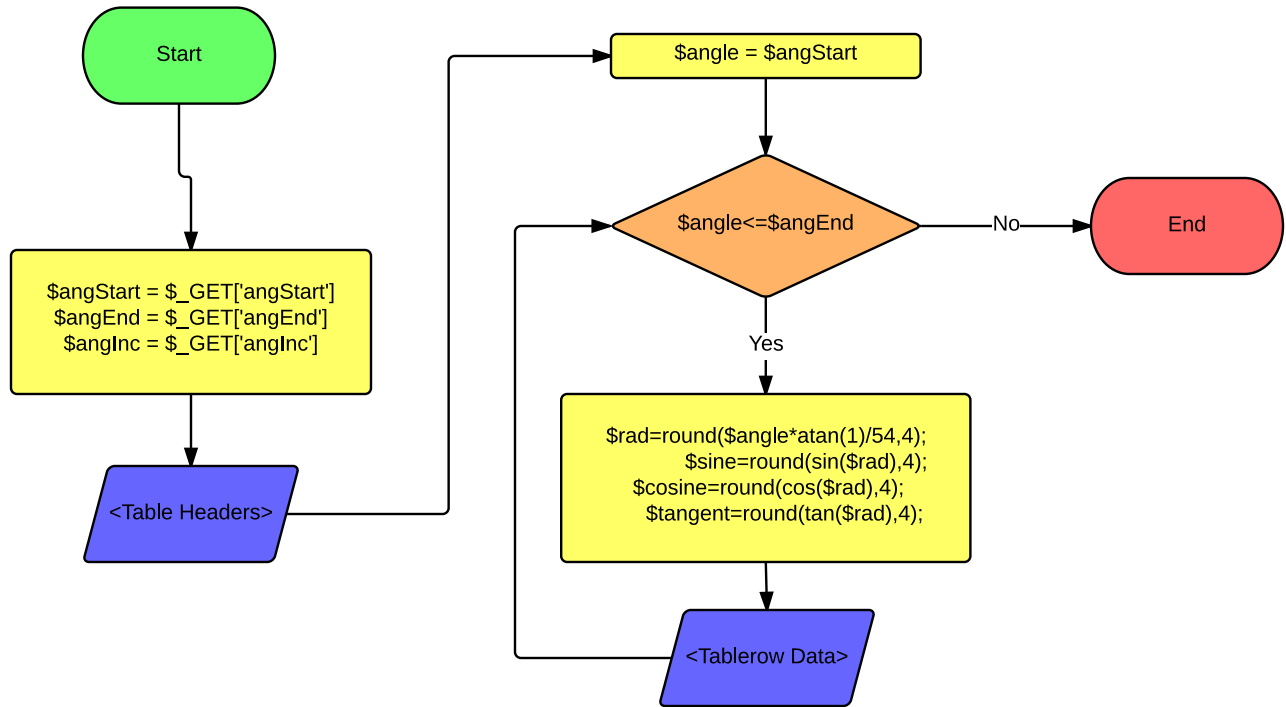 Start
$angStart = $_GET['angStart']
$angEnd = $_GET['angEnd']
$angInc = $_GET['angInc']
<Table Headers>
$angle = $angStart
$angle<=$angEnd
No
End
Yes
$rad=round($angle*atan(1)/54,4);
$sine=round(sin($rad),4);
$cosine=round(cos($rad),4);
$tangent=round(tan($rad),4);
<Tablerow Data>